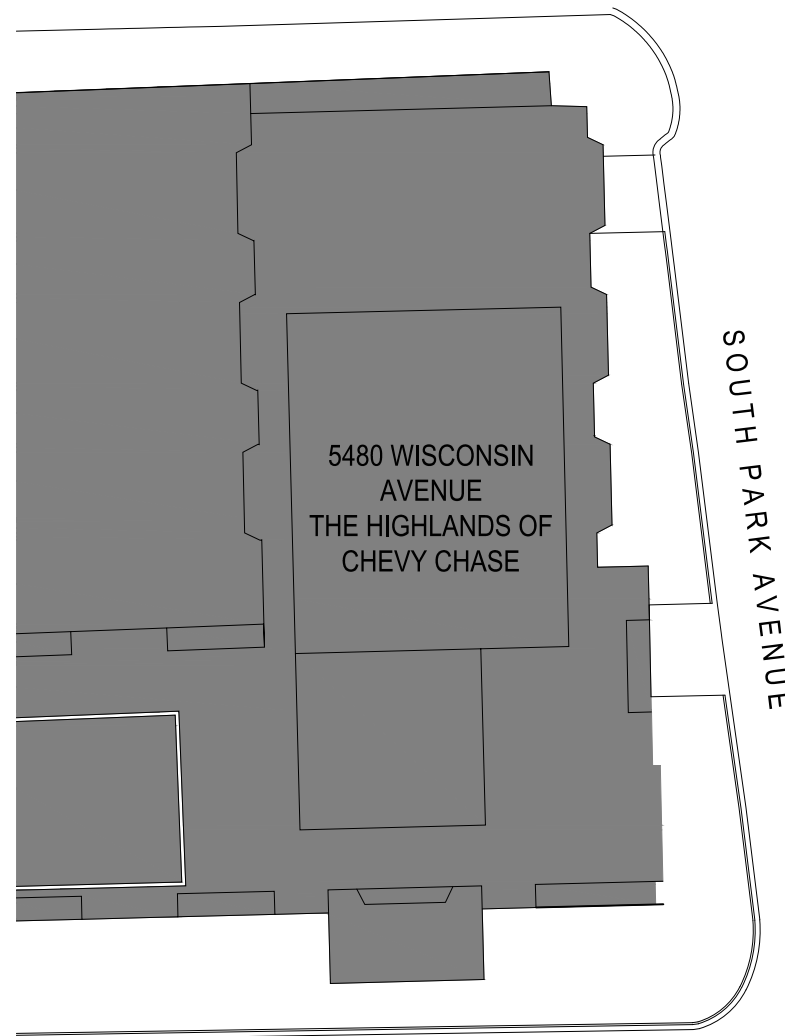 5480 WISCONSIN
AVENUE
THE HIGHLANDS OF
CHEVY CHASE
SOUTH PARK AVENUE